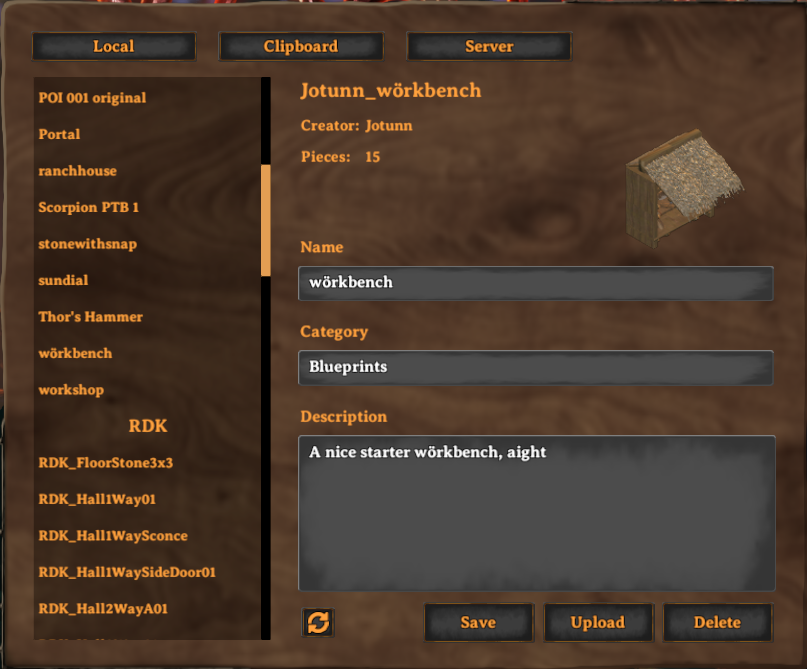 Local
Clipboard
Server
POI 001 original
Portal
ranchhouse
Scorpion PTB 1
stonewithsnap
sundial
Thor's Hammer
wörkbench
workshop
RDK
RDK_FloorStone3x3
RDK_Hall1Way01
RDK_Hall1WaySconce
RDK_Hall1WaySideDoor01
RDK_Hall2WayA01
Jotunn_wörkbench
Creator: Jotunn
Pieces: 15
Name
wörkbench
Category
Blueprints
Description
A nice starter wörkbench, aight
Save
Upload
Delete